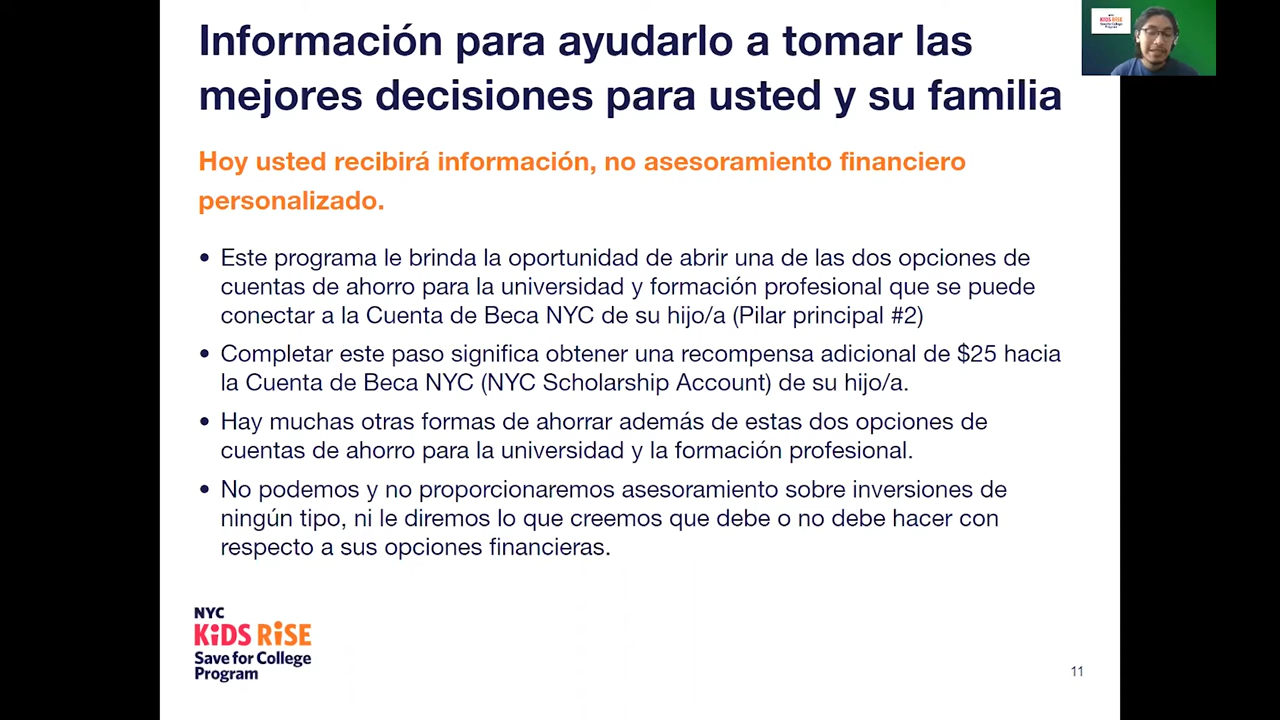 Información para ayudarlo a tomar las
mejores decisiones para usted y su familia
Hoy usted recibirá información, no asesoramiento financiero
personalizado.
• Este programa le brinda la oportunidad de abrir una de las dos opciones de
cuentas de ahorro para la universidad y formación profesional que se puede
conectar a la Cuenta de Beca NYC de su hijo/a (Pilar principal #2)
• Completar este paso significa obtener una recompensa adicional de $25 hacia
la Cuenta de Beca NYC (NYC Scholarship Account) de su hijo/a.
• Hay muchas otras formas de ahorrar además de estas dos opciones de
cuentas de ahorro para la universidad y la formación profesional.
• No podemos y no proporcionaremos asesoramiento sobre inversiones de
ningún tipo, ni le diremos lo que creemos que debe o no debe hacer con
respecto a sus opciones financieras.
NYC
KiDS RiSE
Save for College
Program
11
KiDS RiSE